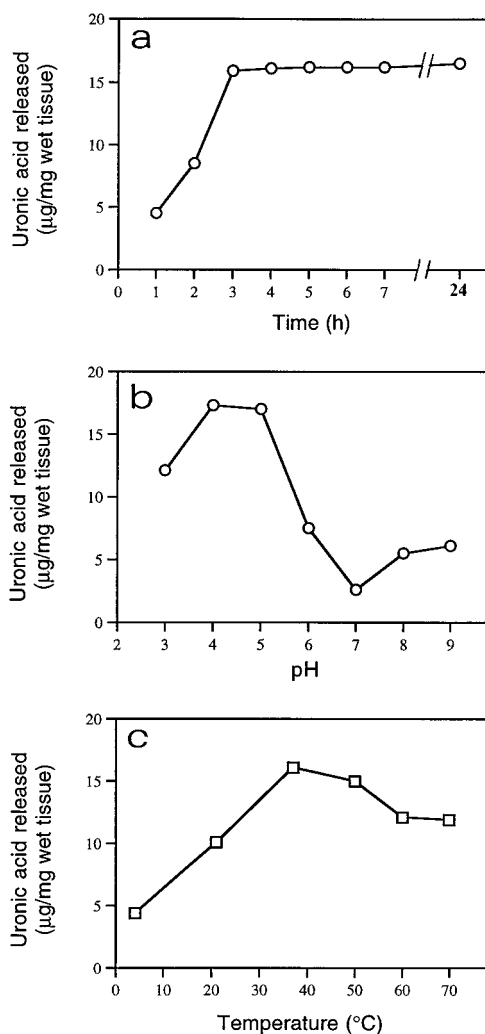 a
Uronic acid released
(µg/mg wet tissue)
20
15
10
5
0
0 1 2 3 4 5 6 7 24
Time (h)
b
Uronic acid released
(µg/mg wet tissue)
20
15
10
5
0
2 3 4 5 6 7 8 9
pH
c
Uronic acid released
(µg/mg wet tissue)
20
15
10
5
0
0 10 20 30 40 50 60 70
Temperature (°C)